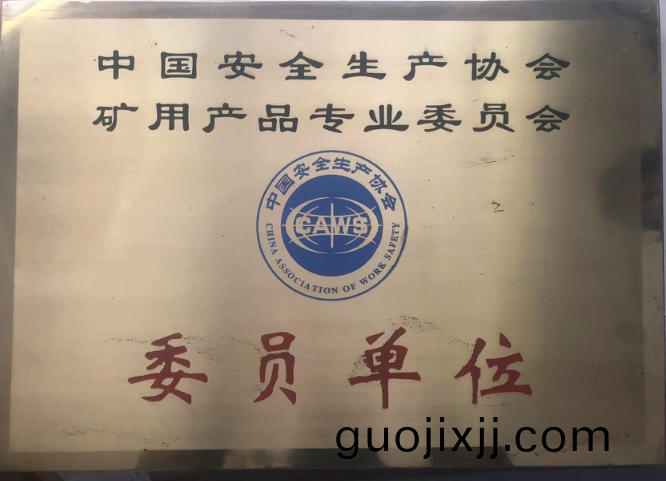 中国安全生产协会
矿用产品专业委员会
中国安全生产协会
CAWS
CHINA ASSOCIATION OF WORK SAFETY
委员单位
guojixjj.com